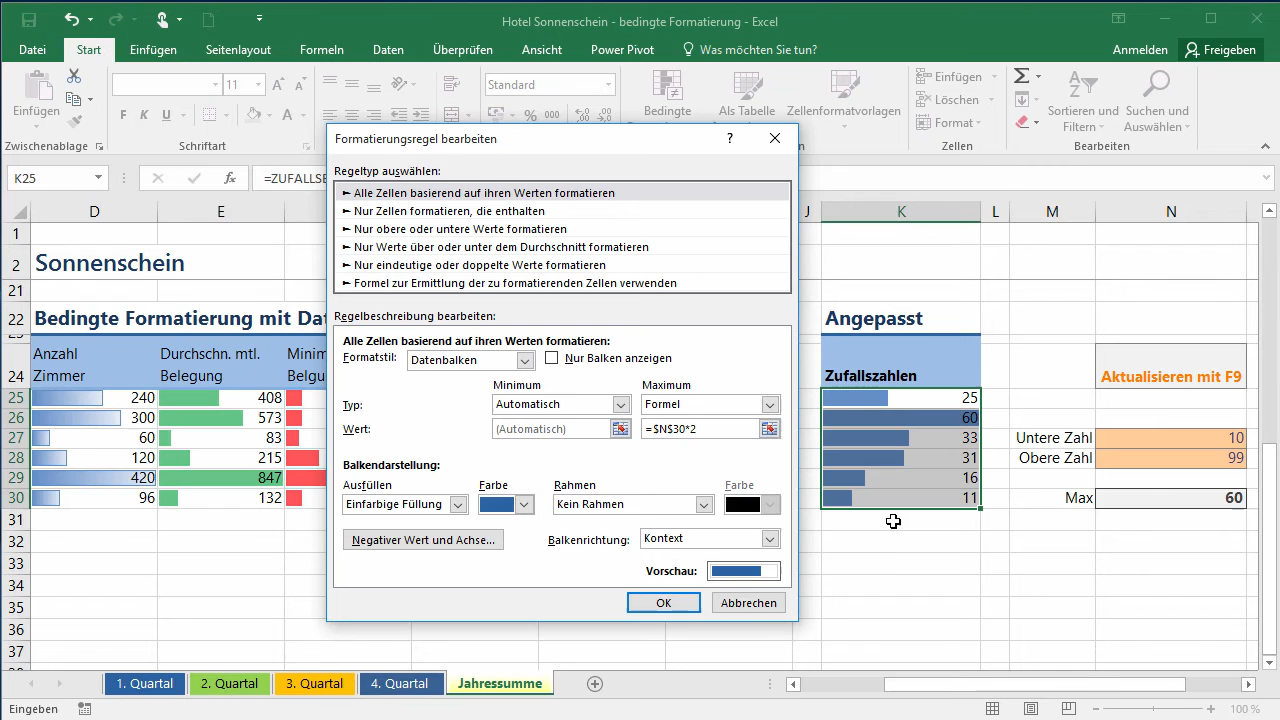 Hotel Sonnenschein - bedingte Formatierung - Excel
Datei Start Einfügen Seitenlayout Formeln Daten Überprüfen Ansicht Power Pivot Was möchten Sie tun? Anmelden Freigeben
Einfügen
Zwischenablage
11
F K U
Schriftart
Standard
% 000
Bedingte
Als Tabelle
Zellenformatvorlagen
Einfügen
Löschen
Format
Zellen
Sortieren und
Filtern
Suchen und
Auswählen
Bearbeiten
K25 fx =ZUFALLSE
D E J K L M N
1
2 Sonnenschein
21
22 Bedingte Formatierung mit Dat Angepasst
Anzahl Durchschn. mtl. Minim
24 Zimmer Belegung Belgu Zufallszahlen Aktualisieren mit F9
25 240 408 25
26 300 573 60
27 60 83 33 Untere Zahl 10
28 120 215 31 Obere Zahl 99
29 420 847 16
30 96 132 11 Max 60
31
32
33
34
35
36
37
Formatierungsregel bearbeiten ?
Regeltyp auswählen:
► Alle Zellen basierend auf ihren Werten formatieren
► Nur Zellen formatieren, die enthalten
► Nur obere oder untere Werte formatieren
► Nur Werte über oder unter dem Durchschnitt formatieren
► Nur eindeutige oder doppelte Werte formatieren
► Formel zur Ermittlung der zu formatierenden Zellen verwenden
Regelbeschreibung bearbeiten:
Alle Zellen basierend auf ihren Werten formatieren:
Formatstil: Datenbalken Nur Balken anzeigen
Minimum Maximum
Typ: Automatisch Formel
Wert: (Automatisch) =$N$30*2
Balkendarstellung:
Ausfüllen Farbe Rahmen Farbe
Einfarbige Füllung Kein Rahmen
Negativer Wert und Achse... Balkenrichtung: Kontext
Vorschau:
OK Abbrechen
1. Quartal 2. Quartal 3. Quartal 4. Quartal Jahressumme
Eingeben 100 %